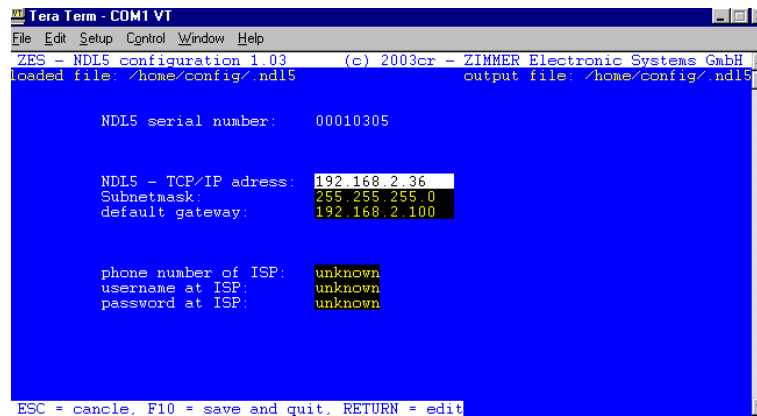 Tera Term - COM1 VT
File Edit Setup Control Window Help
ZES - NDL5 configuration 1.03 (c) 2003cr - ZIMMER Electronic Systems GmbH
loaded file: /home/config/.ndl5 output file: /home/config/.ndl5
NDL5 serial number: 00010305
NDL5 - TCP/IP adress: 192.168.2.36
Subnetmask: 255.255.255.0
default gateway: 192.168.2.100
phone number of ISP: unknown
username at ISP: unknown
password at ISP: unknown
ESC = cancle, F10 = save and quit, RETURN = edit